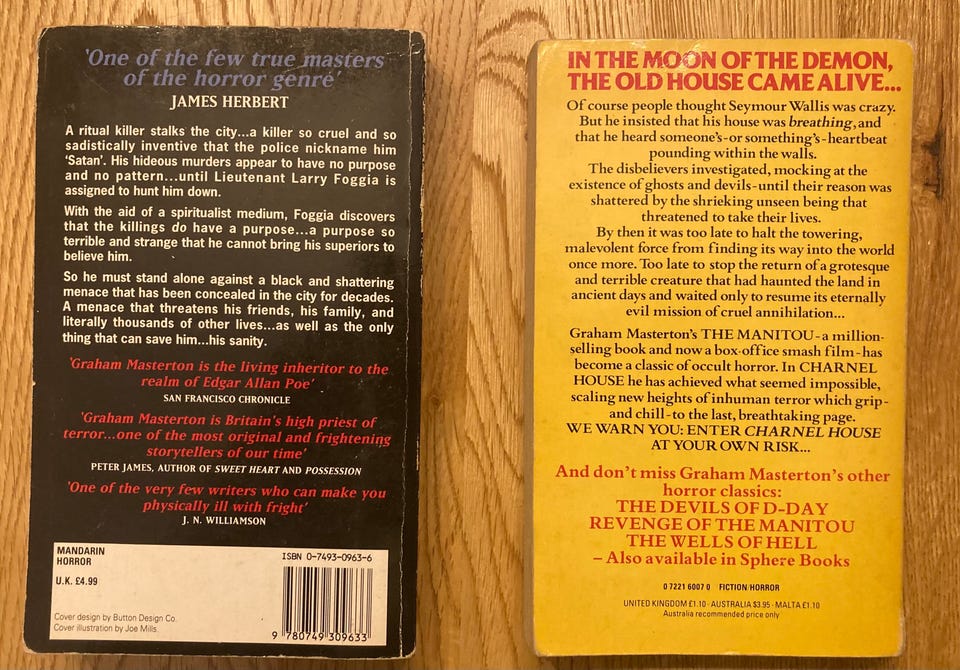 'One of the few true masters
of the horror genre'
JAMES HERBERT
A ritual killer stalks the city...a killer so cruel and so
sadistically inventive that the police nickname him
'Satan'. His hideous murders appear to have no purpose
and no pattern...until Lieutenant Larry Foggia is
assigned to hunt him down.
With the aid of a spiritualist medium, Foggia discovers
that the killings do have a purpose...a purpose so
terrible and strange that he cannot bring his superiors to
believe him.
So he must stand alone against a black and shattering
menace that has been concealed in the city for decades.
A menace that threatens his friends, his family, and
literally thousands of other lives...as well as the only
thing that can save him...his sanity.
'Graham Masterton is the living inheritor to the
realm of Edgar Allan Poe'
SAN FRANCISCO CHRONICLE
'Graham Masterton is Britain's high priest of
terror...one of the most original and frightening
storytellers of our time'
PETER JAMES, AUTHOR OF SWEET HEART AND POSSESSION
'One of the very few writers who can make you
physically ill with fright'
J. N. WILLIAMSON
MANDARIN
HORROR
U.K. £4.99
Cover design by Button Design Co.
Cover illustration by Joe Mills.
ISBN 0-7493-0963-6
9 780749 309633
IN THE MOON OF THE DEMON,
THE OLD HOUSE CAME ALIVE...
Of course people thought Seymour Wallis was crazy.
But he insisted that his house was breathing, and
that he heard someone's-or something's-heartbeat
pounding within the walls.
The disbelievers investigated, mocking at the
existence of ghosts and devils-until their reason was
shattered by the shrieking unseen being that
threatened to take their lives.
By then it was too late to halt the towering,
malevolent force from finding its way into the world
once more. Too late to stop the return of a grotesque
and terrible creature that had haunted the land in
ancient days and waited only to resume its eternally
evil mission of cruel annihilation...
Graham Masterton's THE MANITOU-a million-
selling book and now a box-office smash film-has
become a classic of occult horror. In CHARNEL
HOUSE he has achieved what seemed impossible,
scaling new heights of inhuman terror which grip-
and chill-to the last, breathtaking page.
WE WARN YOU: ENTER CHARNEL HOUSE
AT YOUR OWN RISK...
And don't miss Graham Masterton's other
horror classics:
THE DEVILS OF D-DAY
REVENGE OF THE MANITOU
THE WELLS OF HELL
– Also available in Sphere Books
0 7221 6007 0 FICTION/HORROR
UNITED KINGDOM £1.10 · AUSTRALIA $3.95 · MALTA £1.10
Australia recommended price only